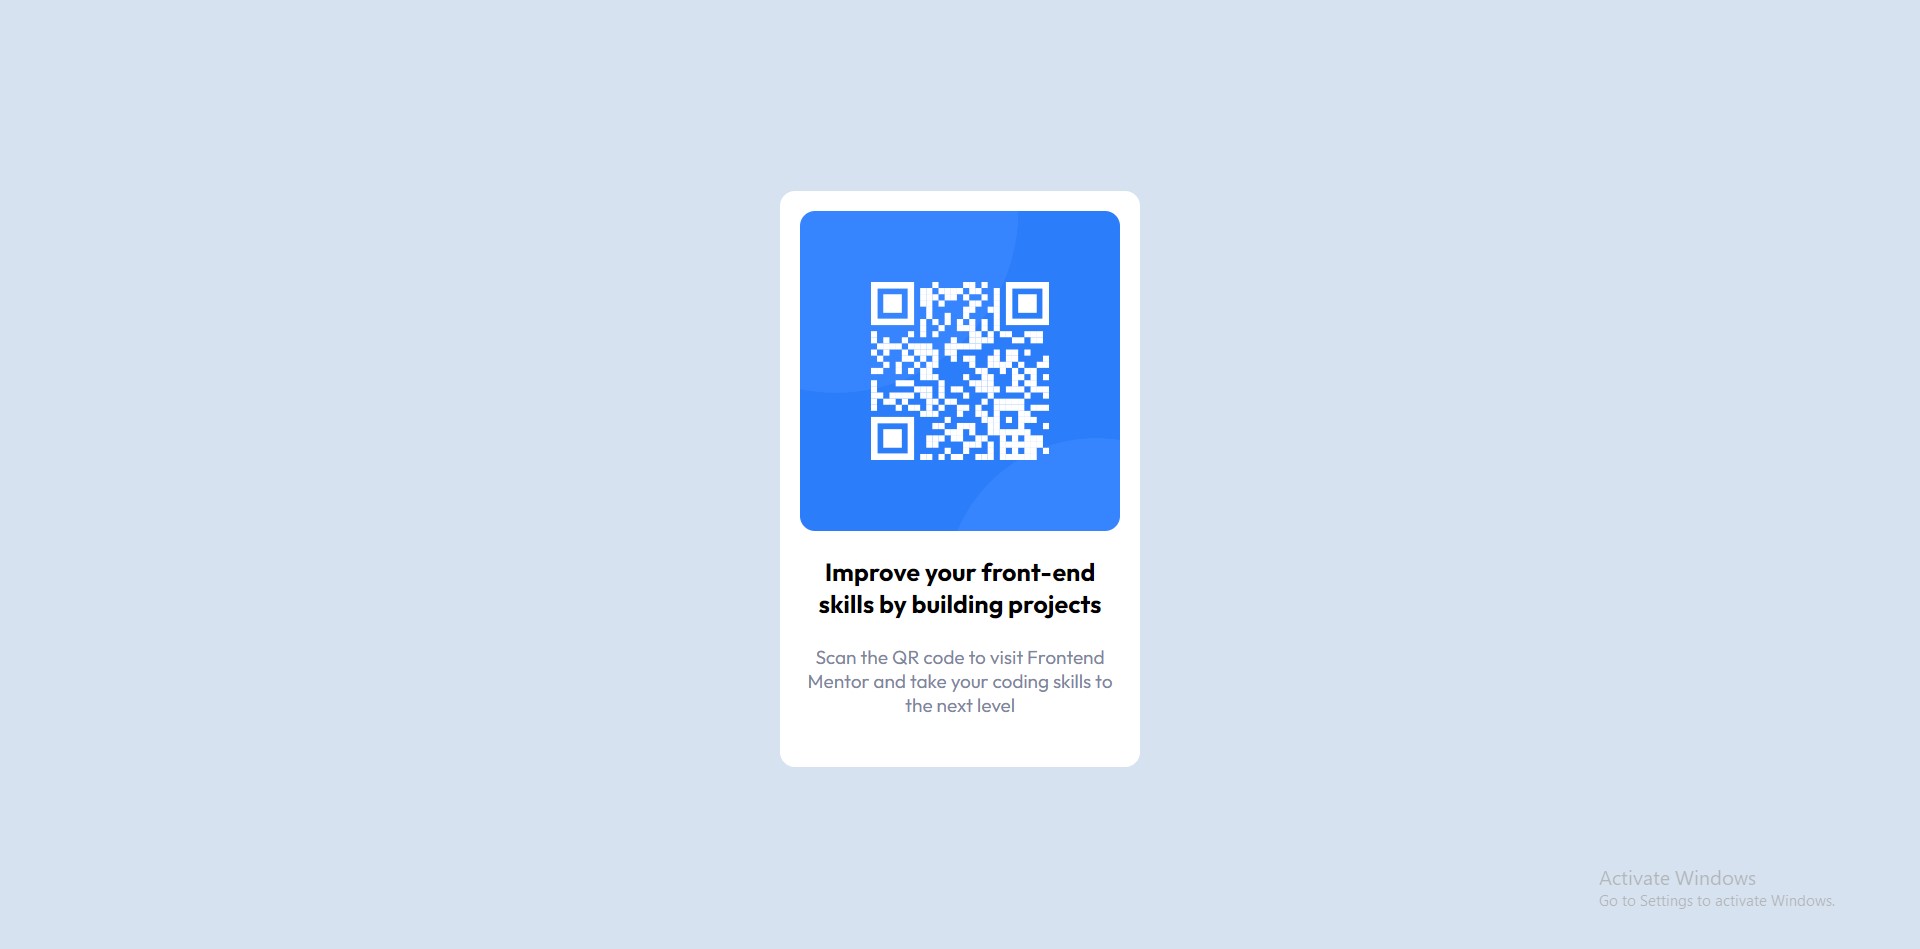 Improve your front-end
skills by building projects
Scan the QR code to visit Frontend
Mentor and take your coding skills to
the next level
Activate Windows
Go to Settings to activate Windows.